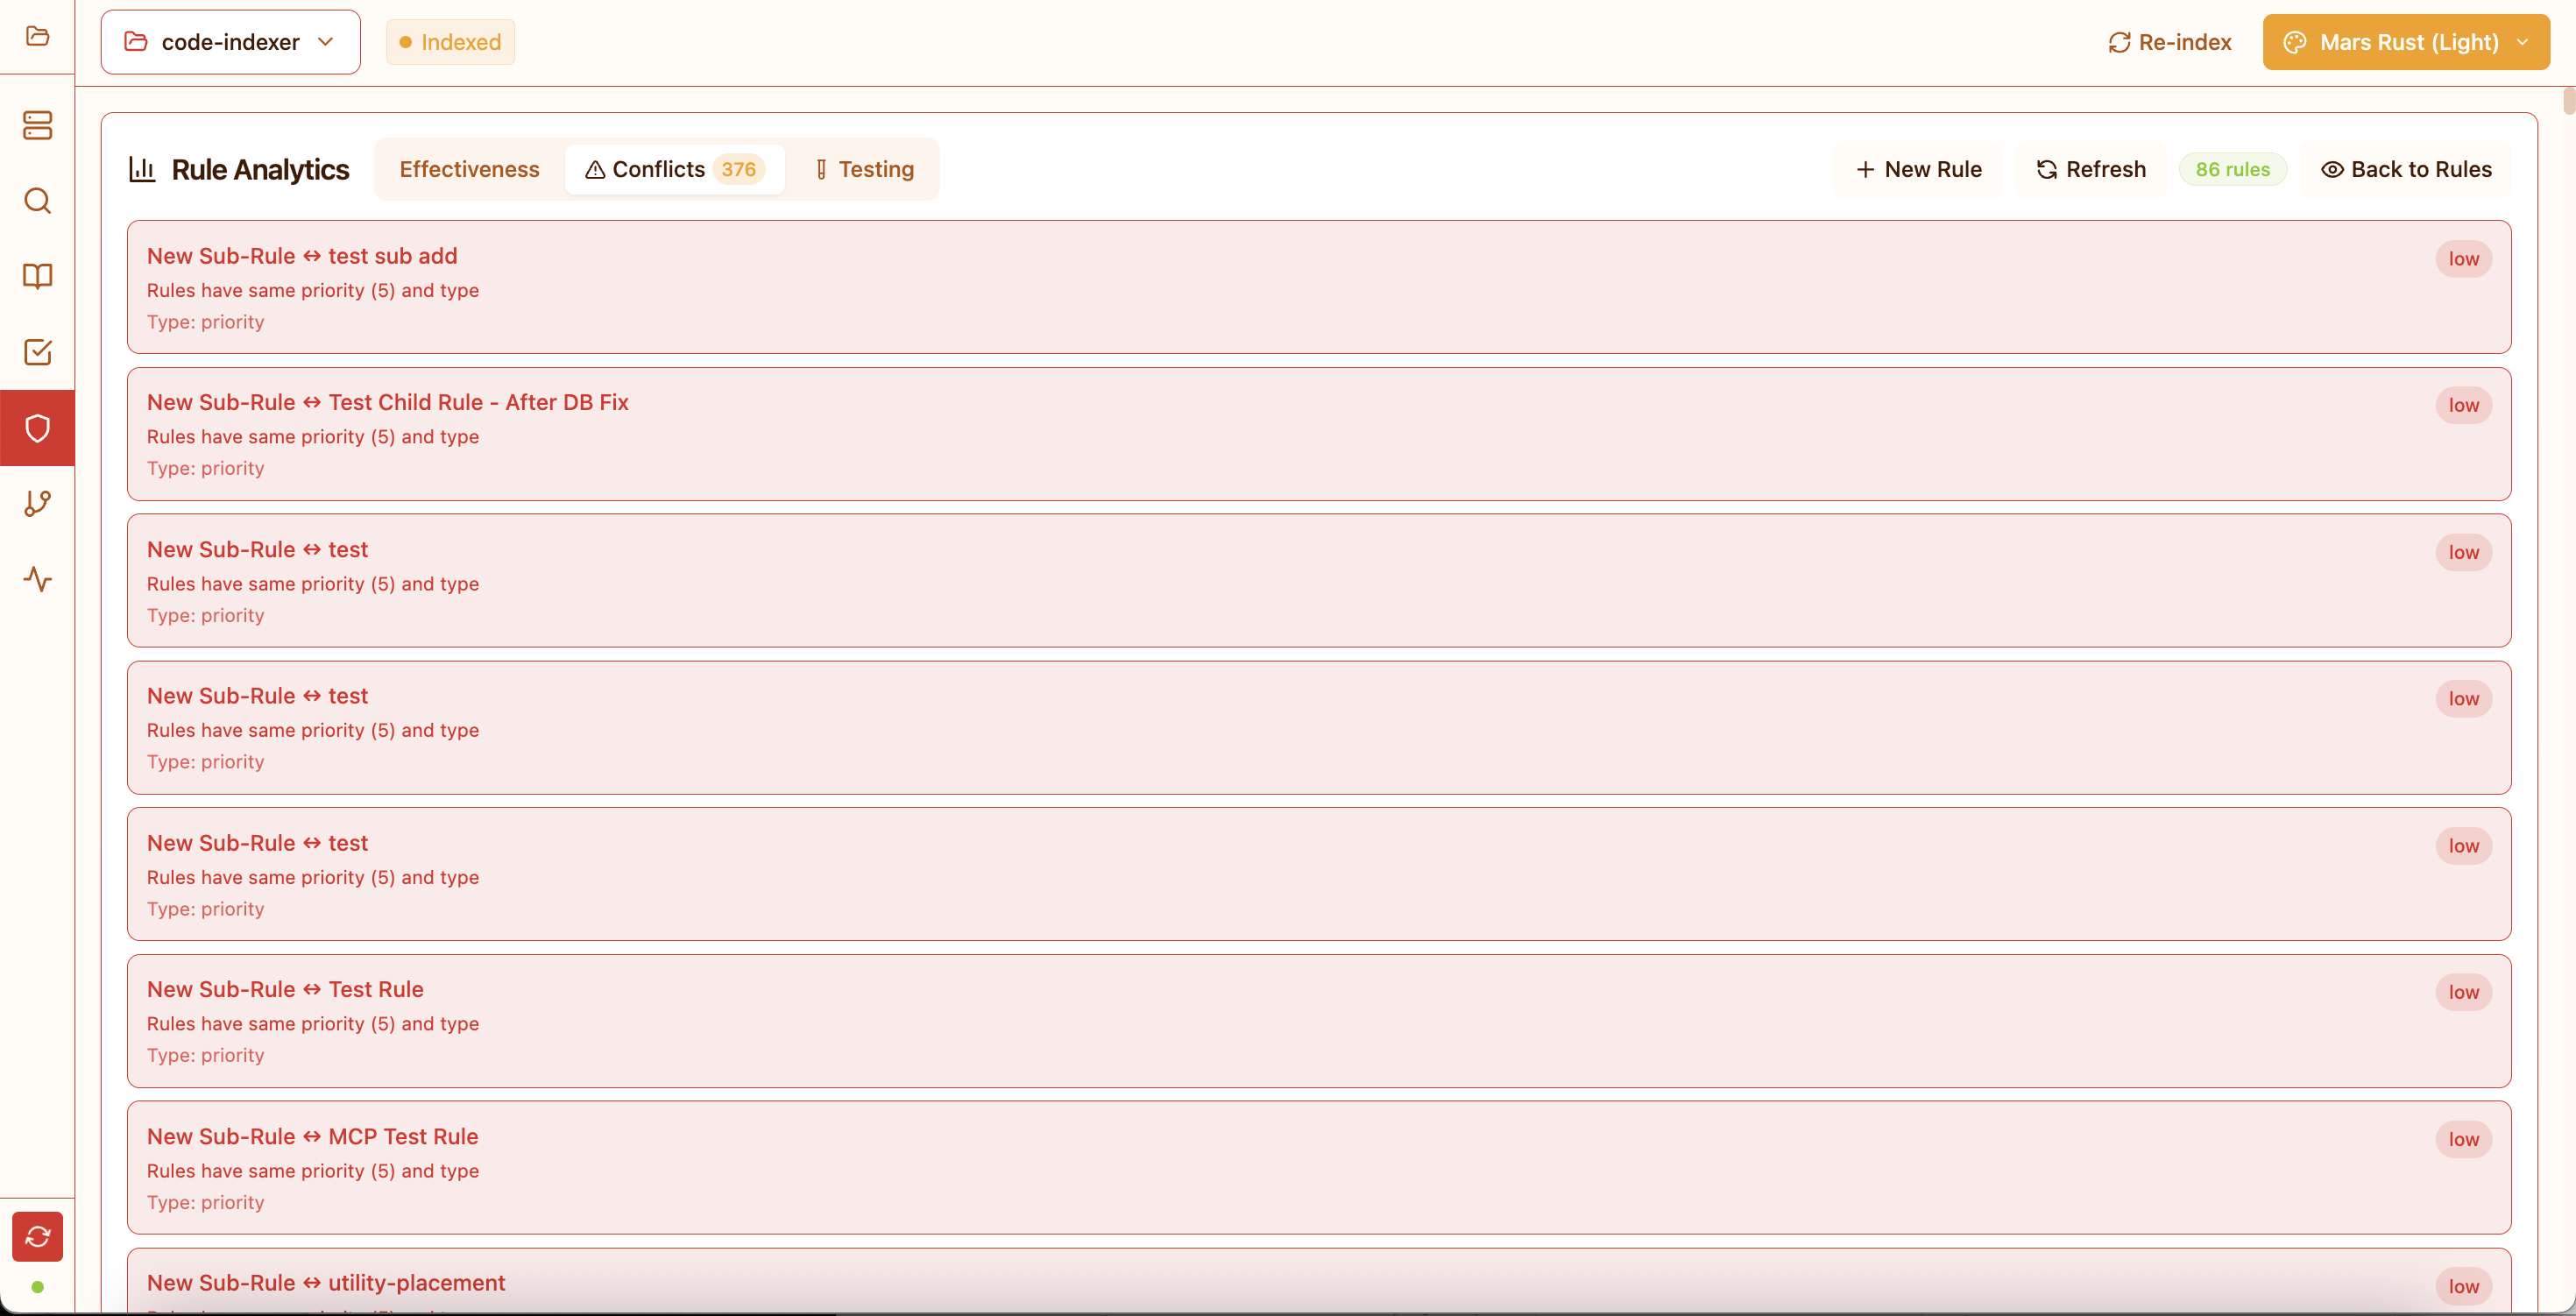 code-indexer
Indexed
Re-index
Mars Rust (Light)
Rule Analytics
Effectiveness
Conflicts 376
Testing
New Rule
Refresh
86 rules
Back to Rules
New Sub-Rule ↔ test sub add
low
Rules have same priority (5) and type
Type: priority
New Sub-Rule ↔ Test Child Rule - After DB Fix
low
Rules have same priority (5) and type
Type: priority
New Sub-Rule ↔ test
low
Rules have same priority (5) and type
Type: priority
New Sub-Rule ↔ test
low
Rules have same priority (5) and type
Type: priority
New Sub-Rule ↔ test
low
Rules have same priority (5) and type
Type: priority
New Sub-Rule ↔ Test Rule
low
Rules have same priority (5) and type
Type: priority
New Sub-Rule ↔ MCP Test Rule
low
Rules have same priority (5) and type
Type: priority
New Sub-Rule ↔ utility-placement
low